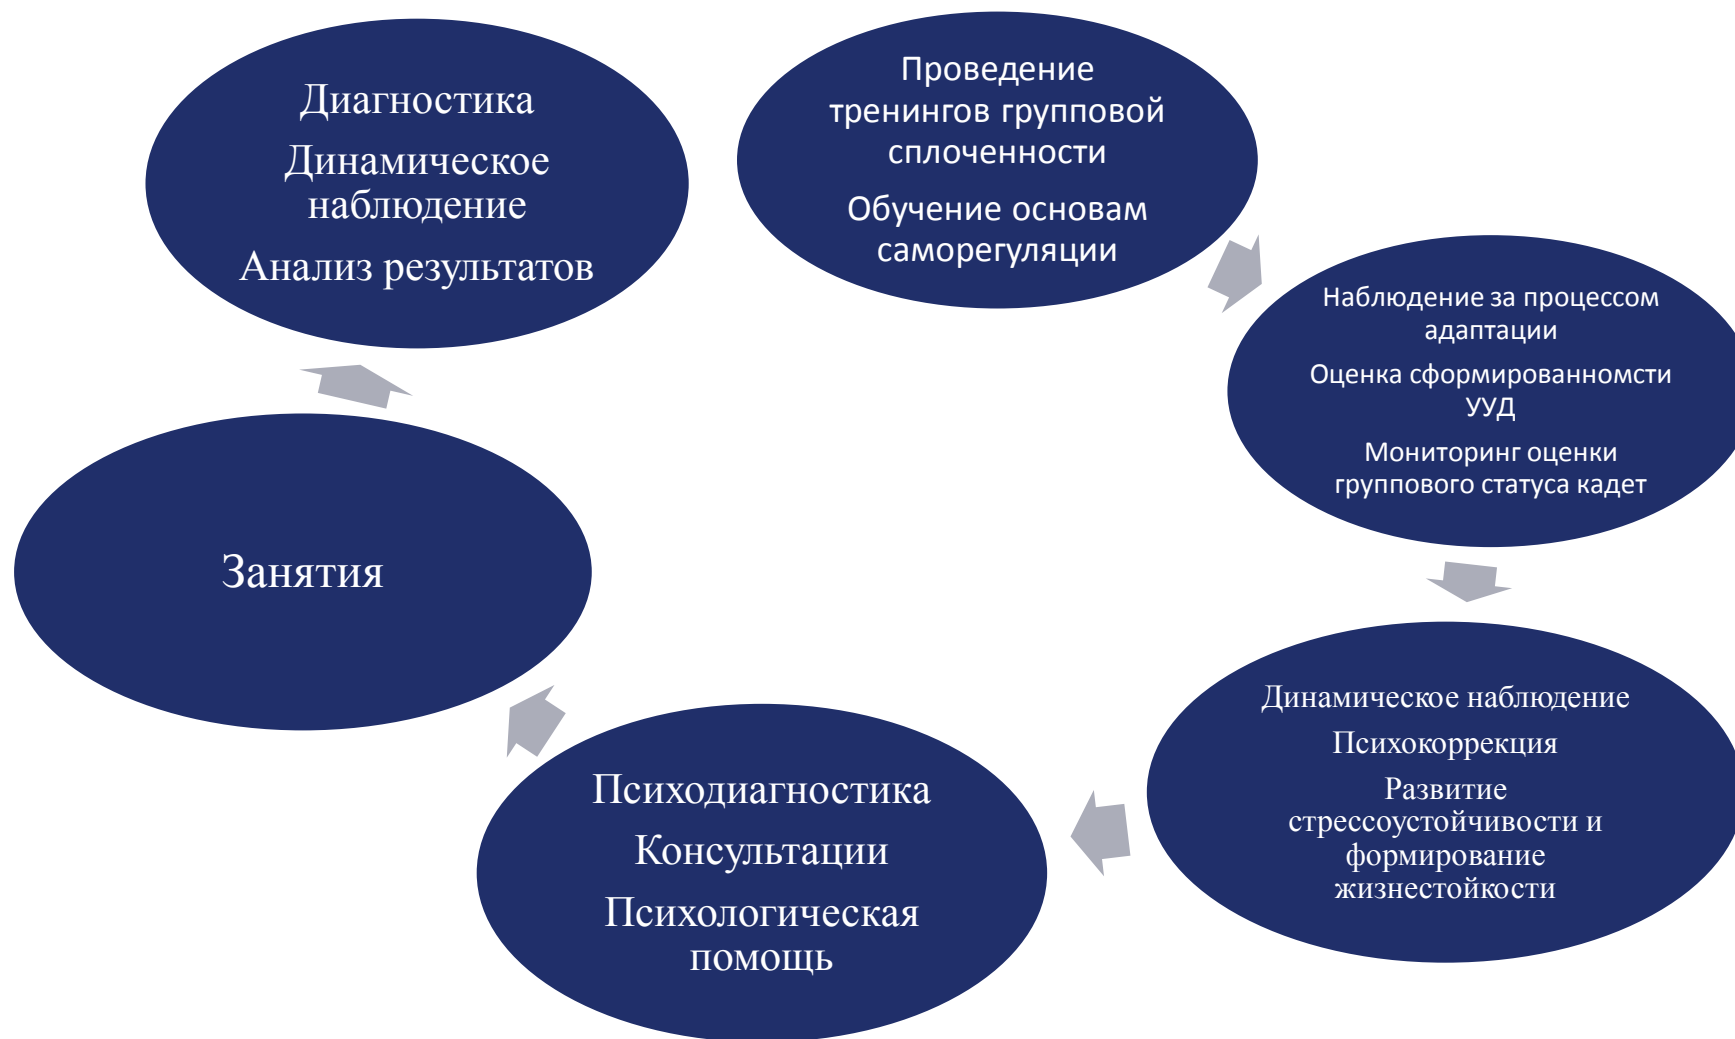 Диагностика
Динамическое
наблюдение
Анализ результатов
Проведение
тренингов групповой
сплоченности
Обучение основам
саморегуляции
Наблюдение за процессом
адаптации
Оценка сформированномсти
УУД
Мониторинг оценки
группового статуса кадет
Динамическое наблюдение
Психокоррекция
Развитие
стрессоустойчивости и
формирование
жизнестойкости
Психодиагностика
Консультации
Психологическая
помощь
Занятия